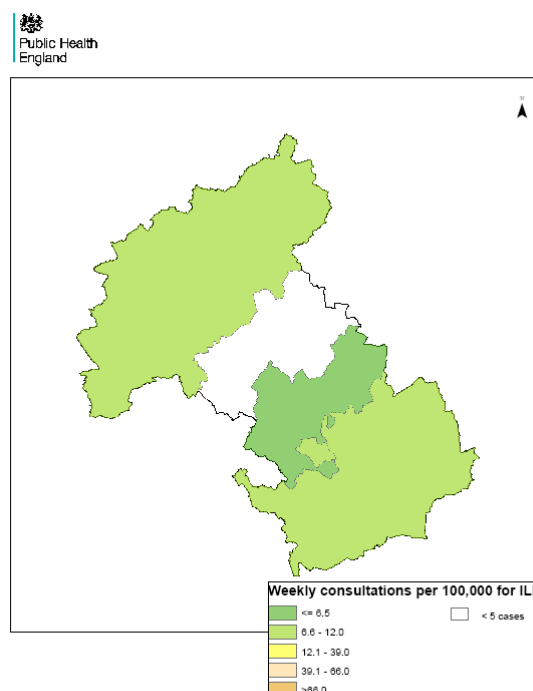 Public Health
England
N
Weekly consultations per 100,000 for IL
<= 6.5
< 5 cases
6.6 - 12.0
12.1 - 39.0
39.1 - 66.0
>66.0